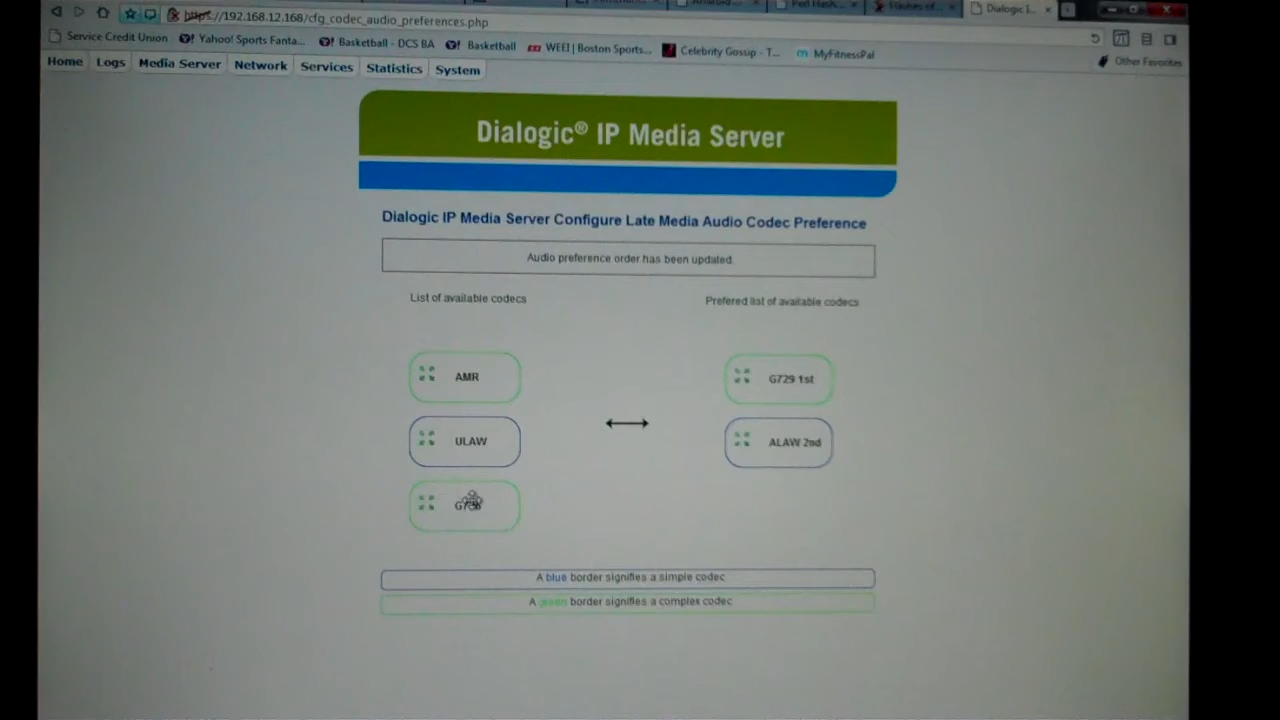 Dialogic I...
https://192.168.12.168/cfg_codec_audio_preferences.php
Service Credit Union Yahoo! Sports Fanta... Basketball - DCS BA Basketball WEEI | Boston Sports... Celebrity Gossip - T... MyFitnessPal
Other Favorites
Home Logs Media Server Network Services Statistics System
Dialogic® IP Media Server
Dialogic IP Media Server Configure Late Media Audio Codec Preference
Audio preference order has been updated.
List of available codecs
Prefered list of available codecs
AMR
G729 1st
ULAW
ALAW 2nd
A blue border signifies a simple codec
A green border signifies a complex codec